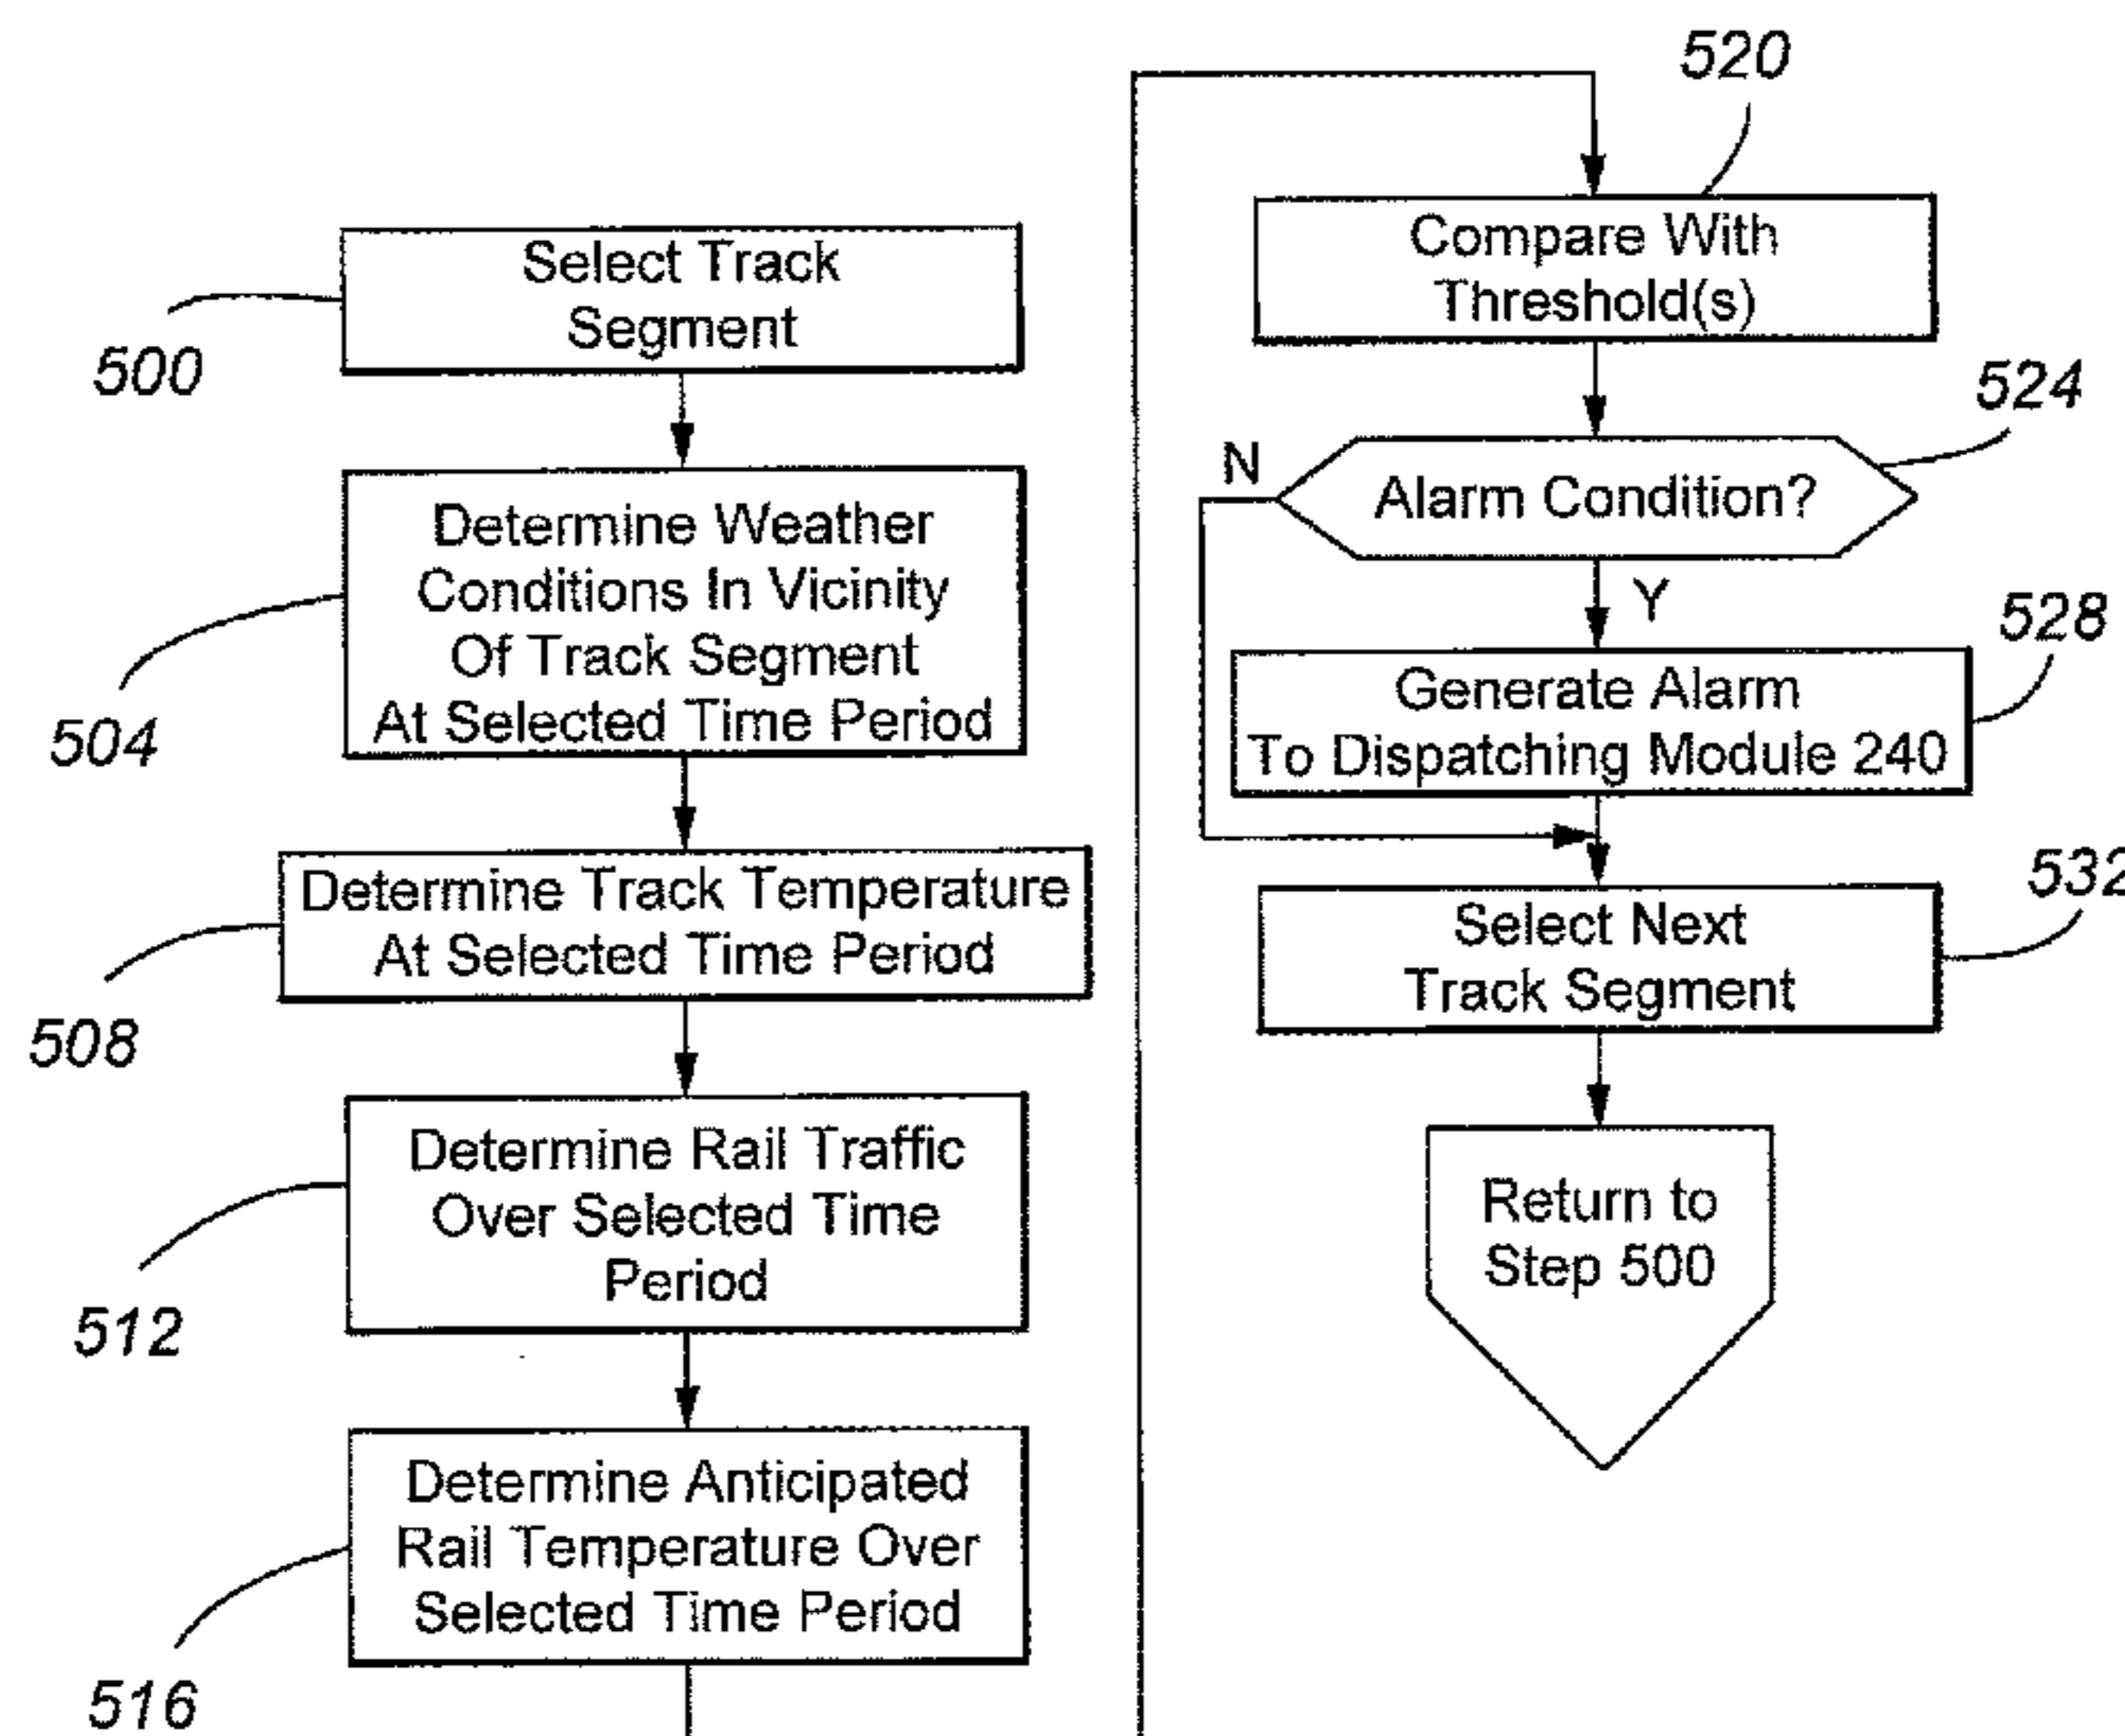 Select Track
Segment
500
Determine Weather
Conditions In Vicinity
Of Track Segment
At Selected Time Period
504
Determine Track Temperature
At Selected Time Period
508
Determine Rail Traffic
Over Selected Time
Period
512
Determine Anticipated
Rail Temperature Over
Selected Time Period
516
520
Compare With
Threshold(s)
524
N
Alarm Condition?
Y
528
Generate Alarm
To Dispatching Module 240
532
Select Next
Track Segment
Return to
Step 500